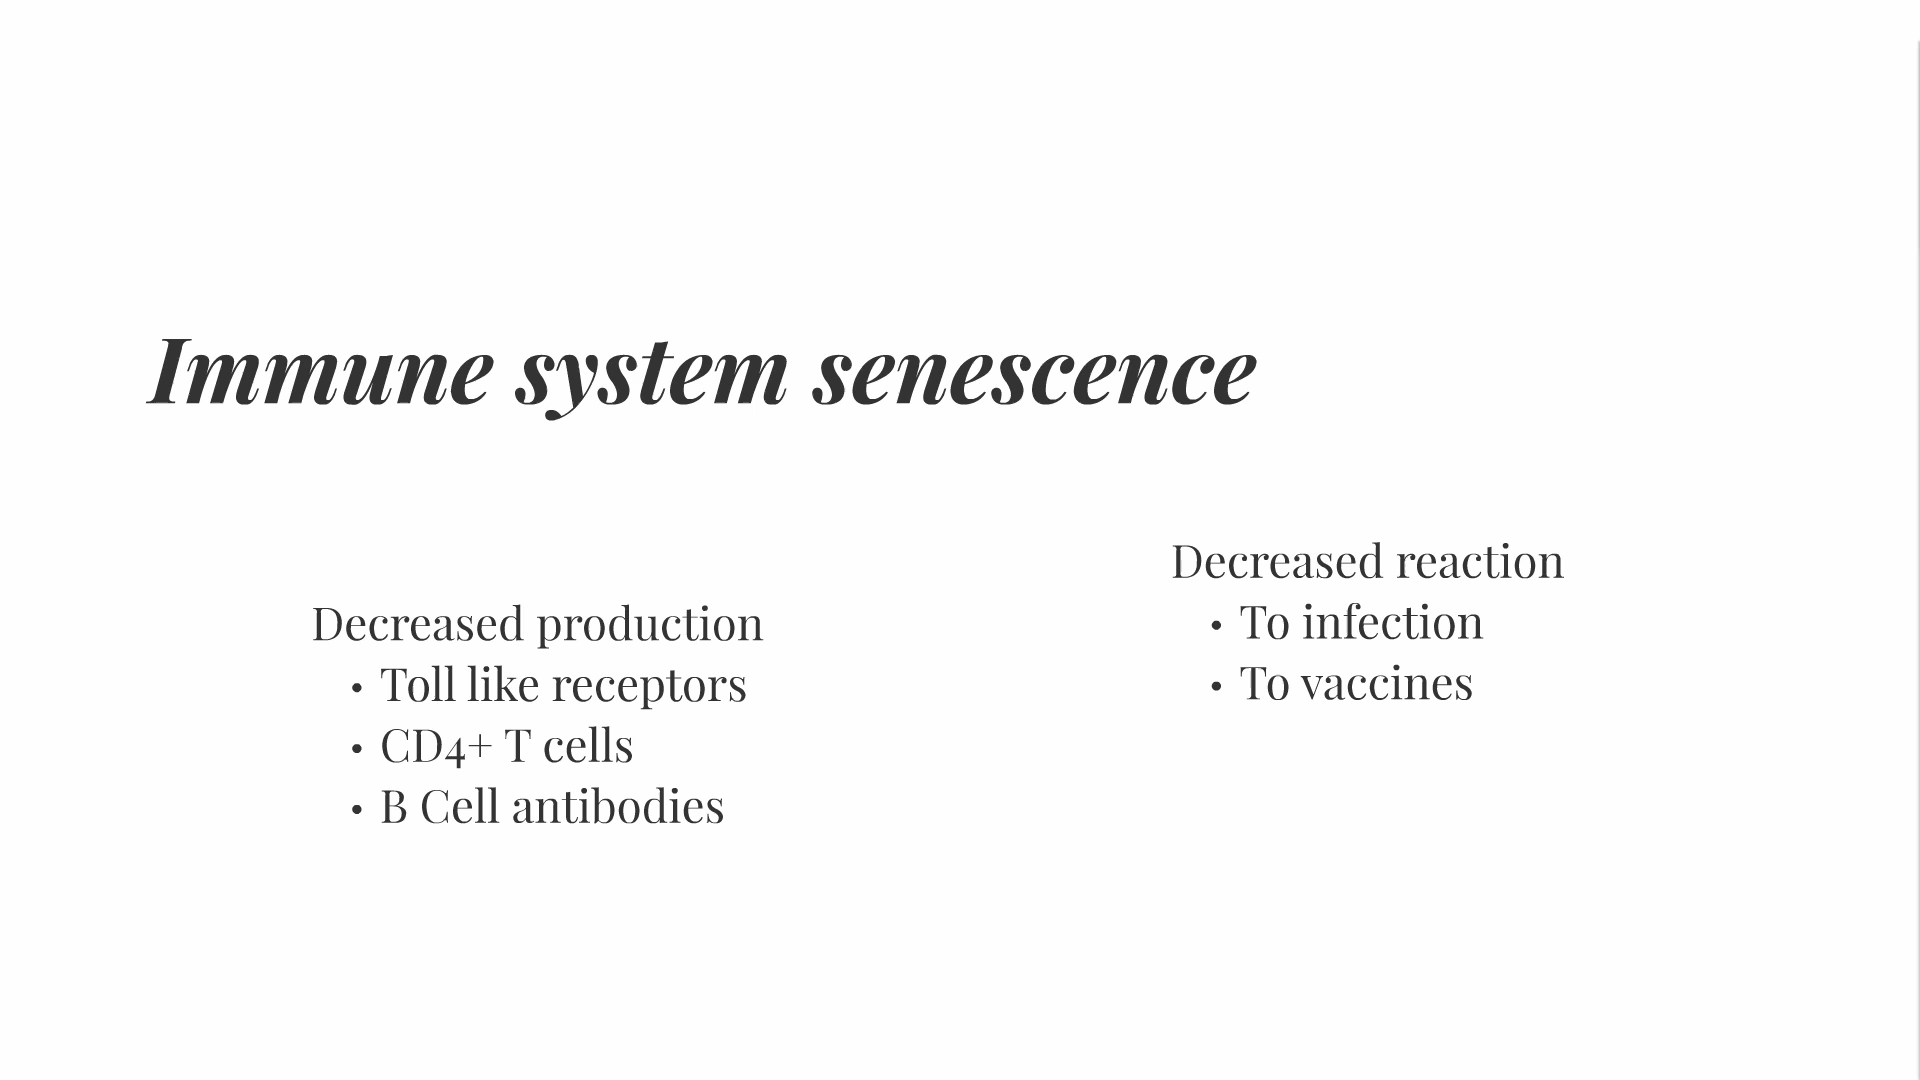 Immune system senescence
Decreased production
• Toll like receptors
• CD4+ T cells
• B Cell antibodies
Decreased reaction
• To infection
• To vaccines